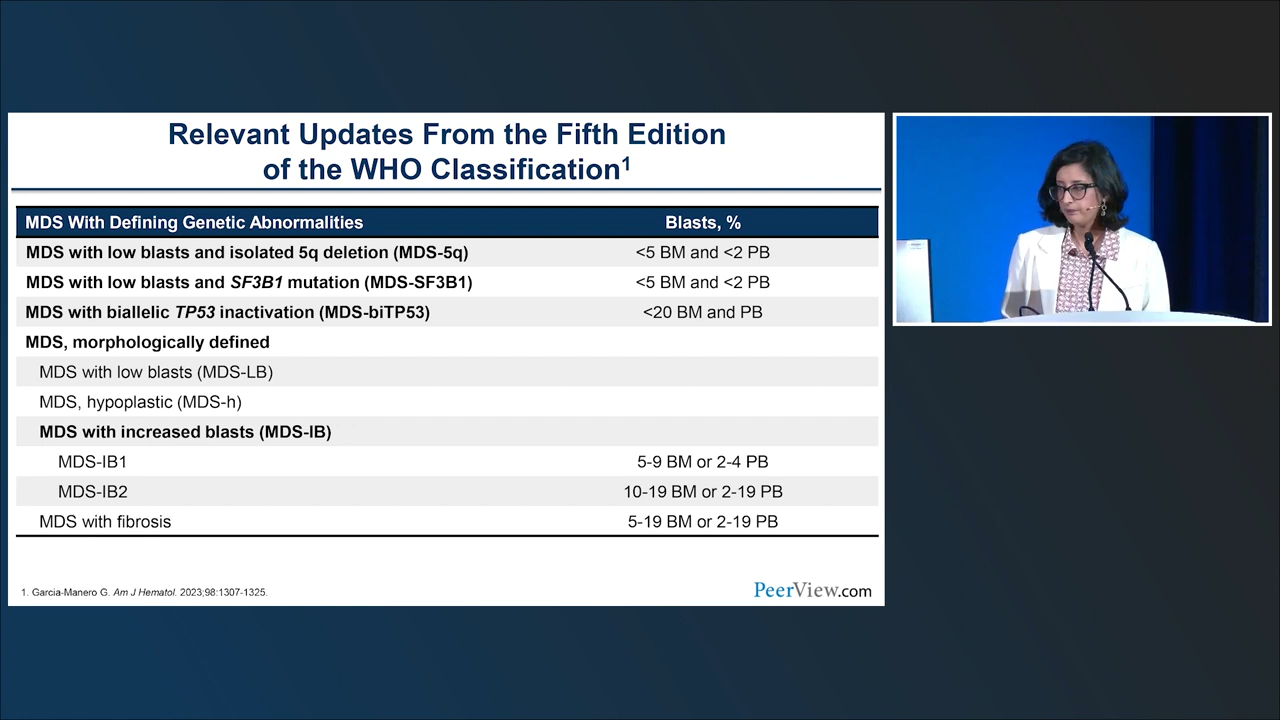 Relevant Updates From the Fifth Edition
of the WHO Classification1
MDS With Defining Genetic Abnormalities Blasts, %
MDS with low blasts and isolated 5q deletion (MDS-5q) <5 BM and <2 PB
MDS with low blasts and SF3B1 mutation (MDS-SF3B1) <5 BM and <2 PB
MDS with biallelic TP53 inactivation (MDS-biTP53) <20 BM and PB
MDS, morphologically defined
MDS with low blasts (MDS-LB)
MDS, hypoplastic (MDS-h)
MDS with increased blasts (MDS-IB)
MDS-IB1 5-9 BM or 2-4 PB
MDS-IB2 10-19 BM or 2-19 PB
MDS with fibrosis 5-19 BM or 2-19 PB
1. Garcia-Manero G. Am J Hematol. 2023;98:1307-1325.
PeerView.com